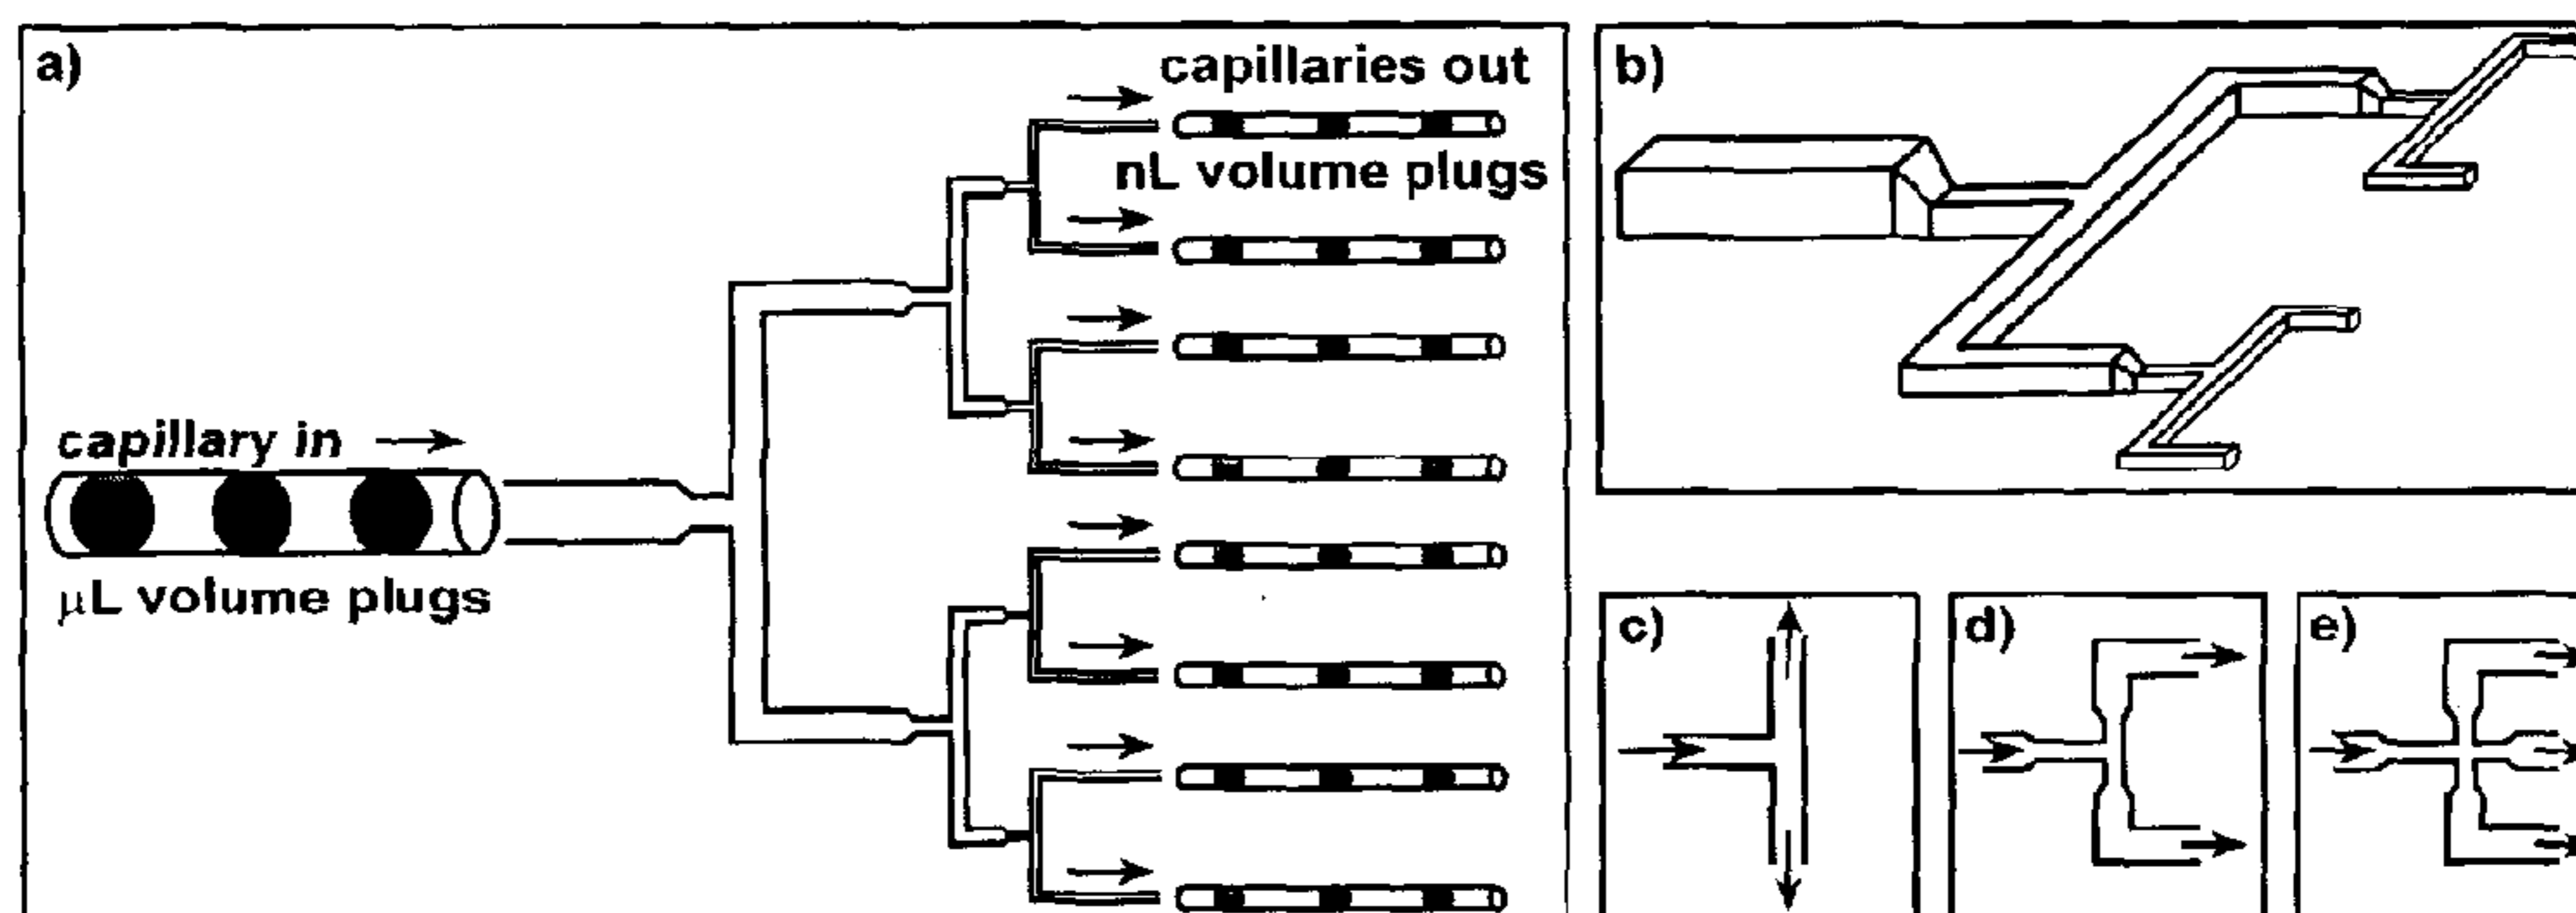 a)
capillaries out
nL volume plugs
capillary in
µL volume plugs
b)
c)
d)
e)